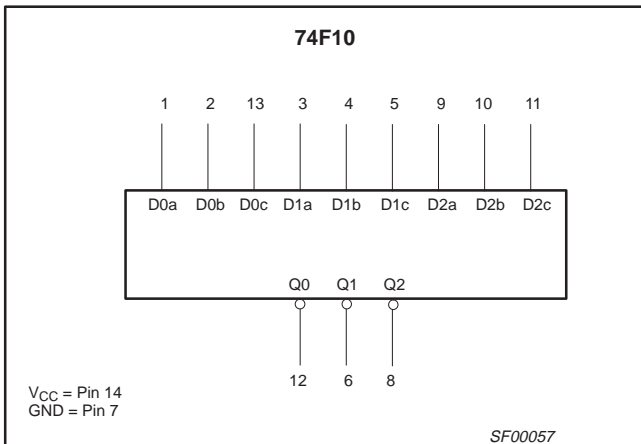 74F10
1 2 13 3 4 5 9 10 11
D0a D0b D0c D1a D1b D1c D2a D2b D2c
Q0 Q1 Q2
12 6 8
VCC = Pin 14
GND = Pin 7
SF00057